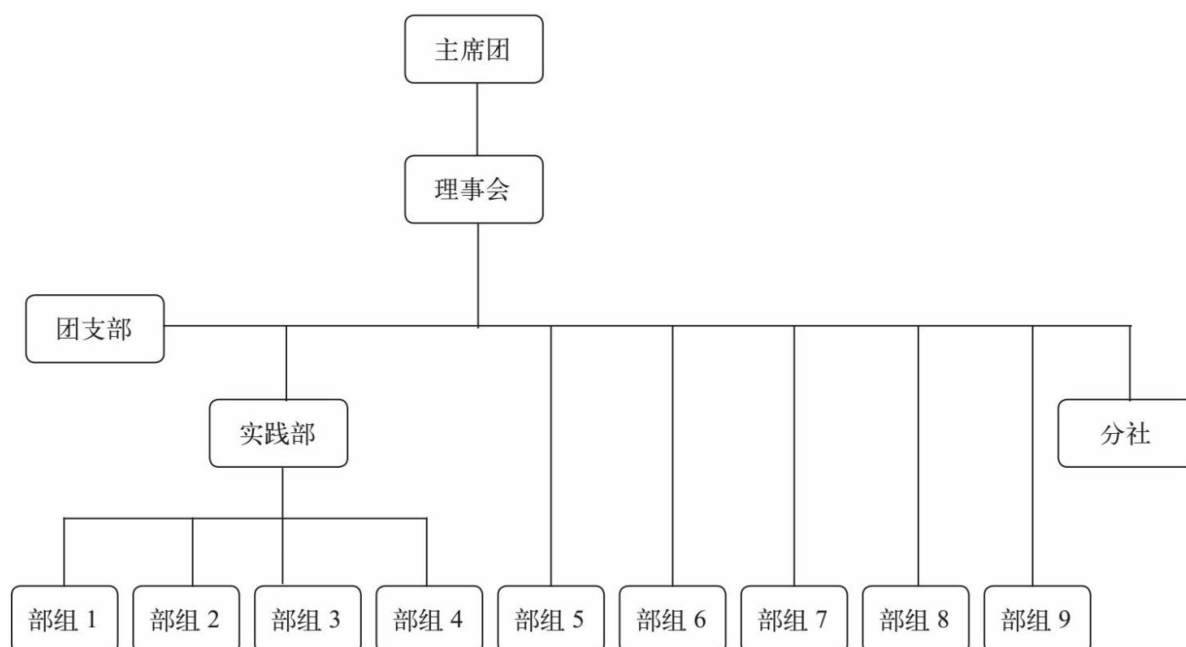 主席团
理事会
团支部
实践部
分社
部组 1
部组 2
部组 3
部组 4
部组 5
部组 6
部组 7
部组 8
部组 9